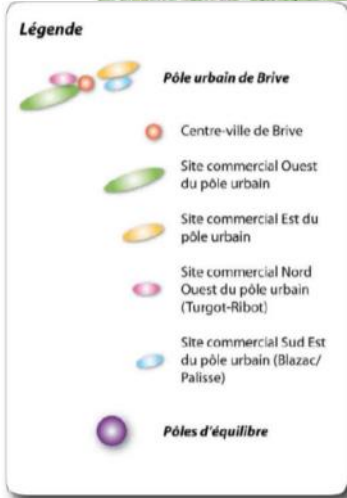 Légende
Pôle urbain de Brive
Centre-ville de Brive
Site commercial Ouest
du pôle urbain
Site commercial Est du
pôle urbain
Site commercial Nord
Ouest du pôle urbain
(Turgot-Ribot)
Site commercial Sud Est
du pôle urbain (Blazac/
Palisse)
Pôles d'équilibre